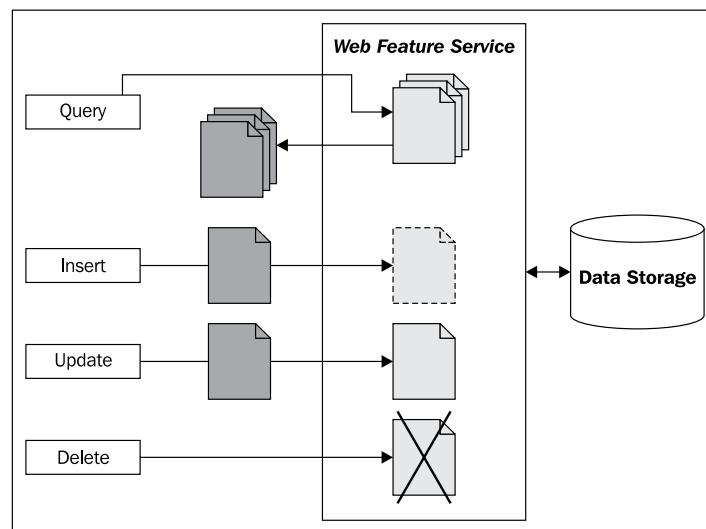 Web Feature Service
Query
Insert
Data Storage
Update
Delete